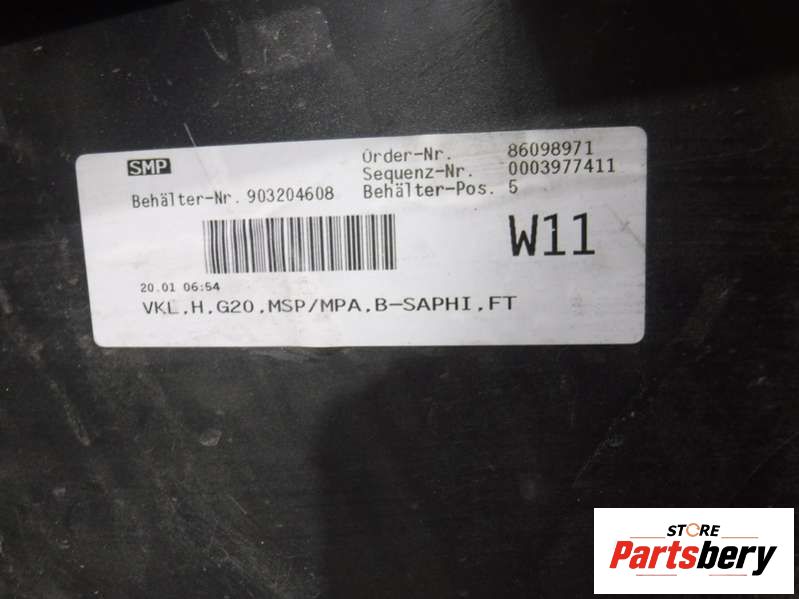 SMP
Order-Nr. 86098971
Sequenz-Nr. 0003977411
Behälter-Nr. 903204608 Behälter-Pos. 5
W11
20.01 06:54
VKL,H,G20,MSP/MPA,B-SAPHI,FT
STORE
Partsbery